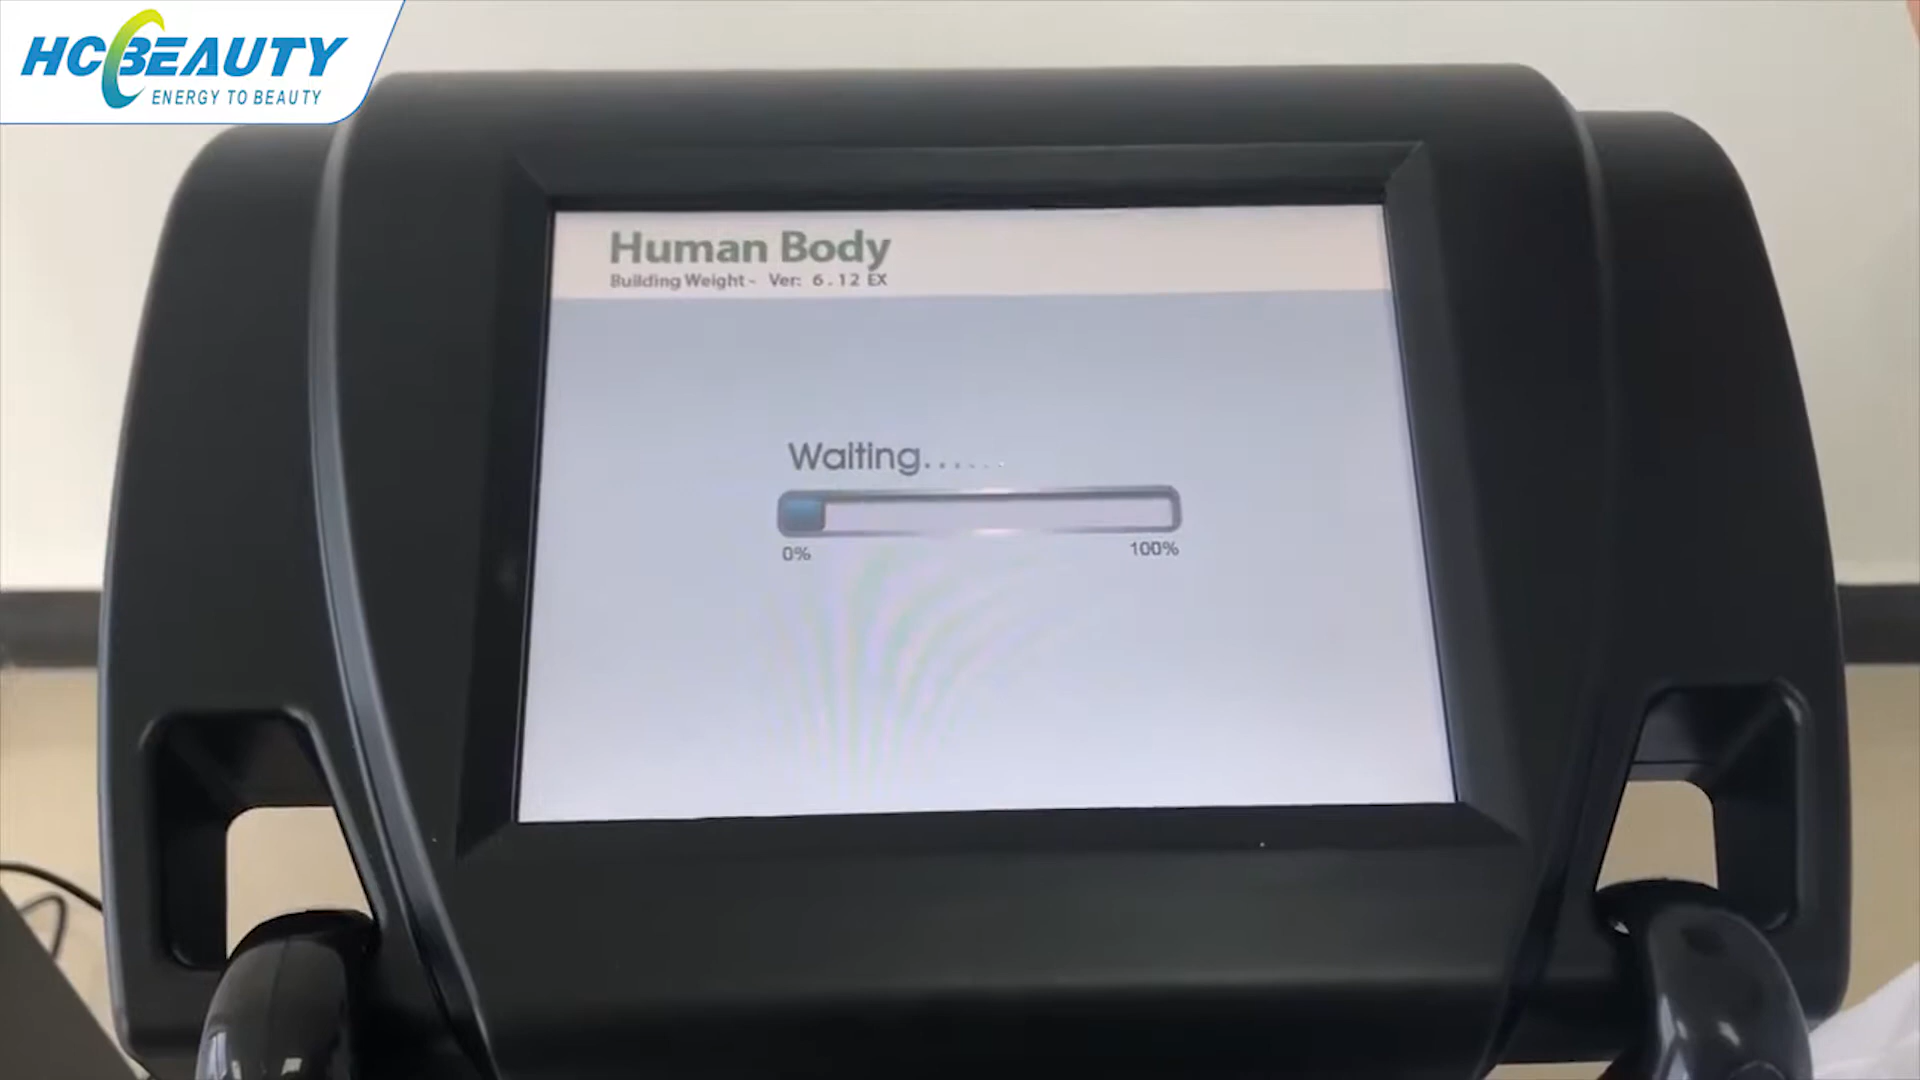 HCBEAUTY
ENERGY TO BEAUTY
Human Body
Building Weight - Ver: 6.12 EX
Waiting......
0%
100%